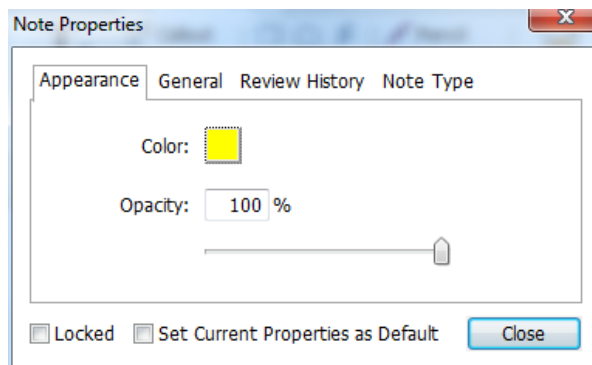 Note Properties
Appearance General Review History Note Type
Color:
Opacity: 100 %
Locked Set Current Properties as Default Close